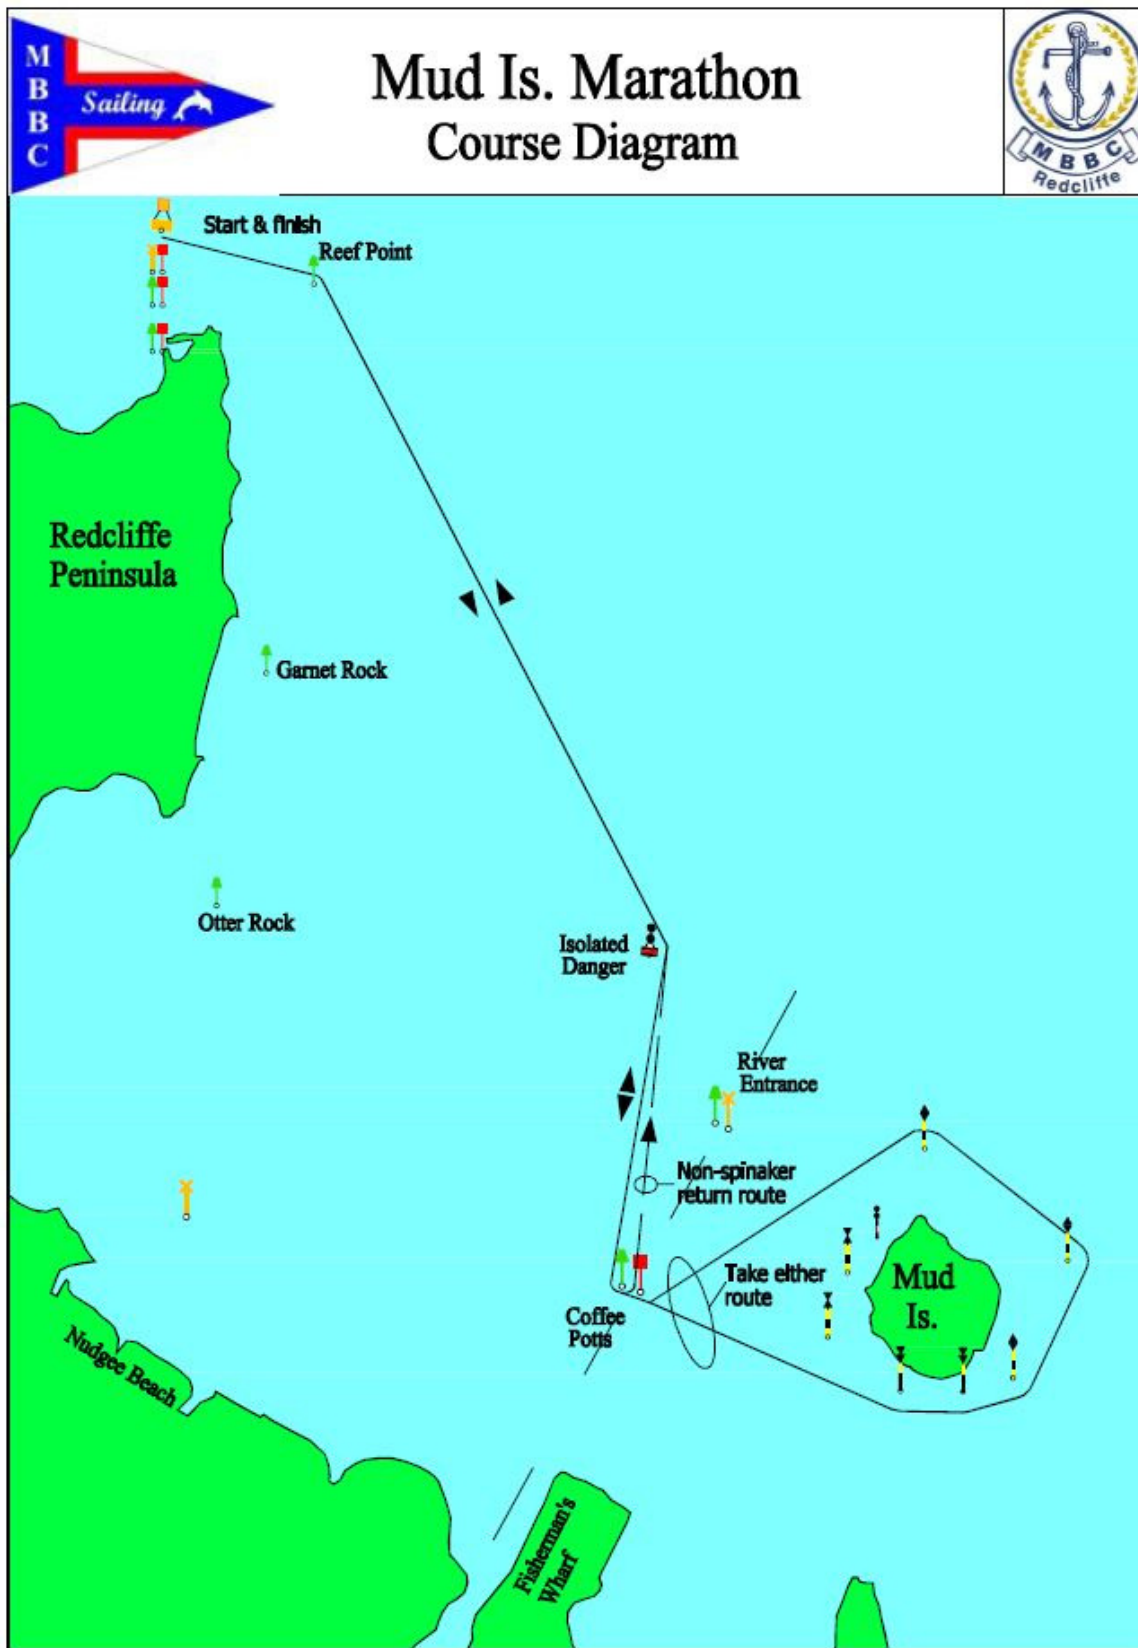 M
B
B
C
Sailing
Mud Is. Marathon
Course Diagram
MBBC
Redcliffe
Start & finish
Reef Point
Redcliffe
Peninsula
Garnet Rock
Otter Rock
Isolated
Danger
River
Entrance
Non-spinaker
return route
Take either
route
Mud
Is.
Coffee
Potts
Nudgee Beach
Fisherman's
Wharf